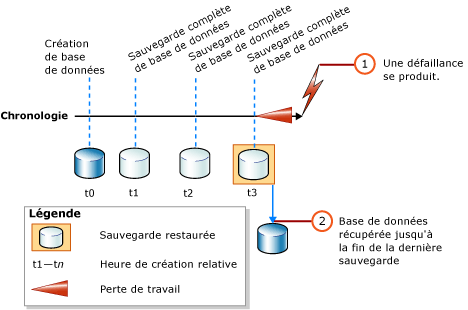 Création
de base
de données
Sauvegarde complète
de base de données
Sauvegarde complète
de base de données
Sauvegarde complète
de base de données
1
Une défaillance
se produit.
Chronologie
t0
t1
t2
t3
2
Base de données
récupérée jusqu'à
la fin de la dernière
sauvegarde
Légende
Sauvegarde restaurée
t1—tn
Heure de création relative
Perte de travail